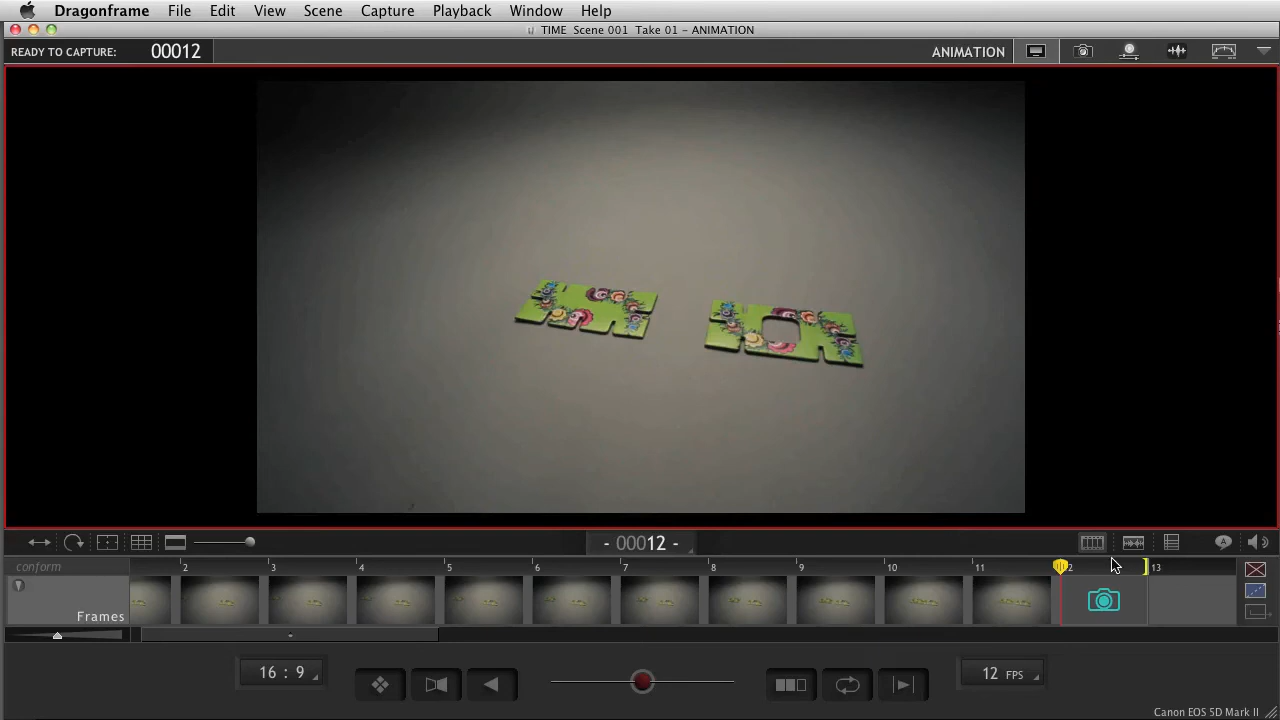 Dragonframe File Edit View Scene Capture Playback Window Help
TIME Scene 001 Take 01 – ANIMATION
READY TO CAPTURE: 00012 ANIMATION
- 00012 -
conform 2 3 4 5 6 7 8 9 10 11 2 13
Frames
16 : 9 12 FPS
Canon EOS 5D Mark II